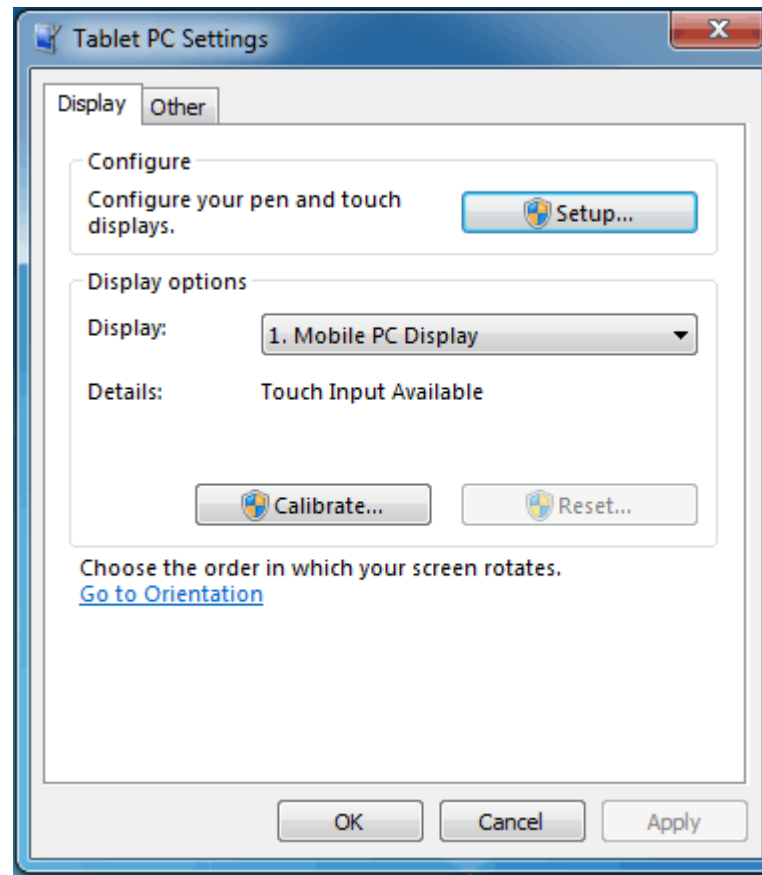 Tablet PC Settings
Display
Other
Configure
Configure your pen and touch
displays.
Setup...
Display options
Display:
1. Mobile PC Display
Details:
Touch Input Available
Calibrate...
Reset...
Choose the order in which your screen rotates.
Go to Orientation
OK
Cancel
Apply